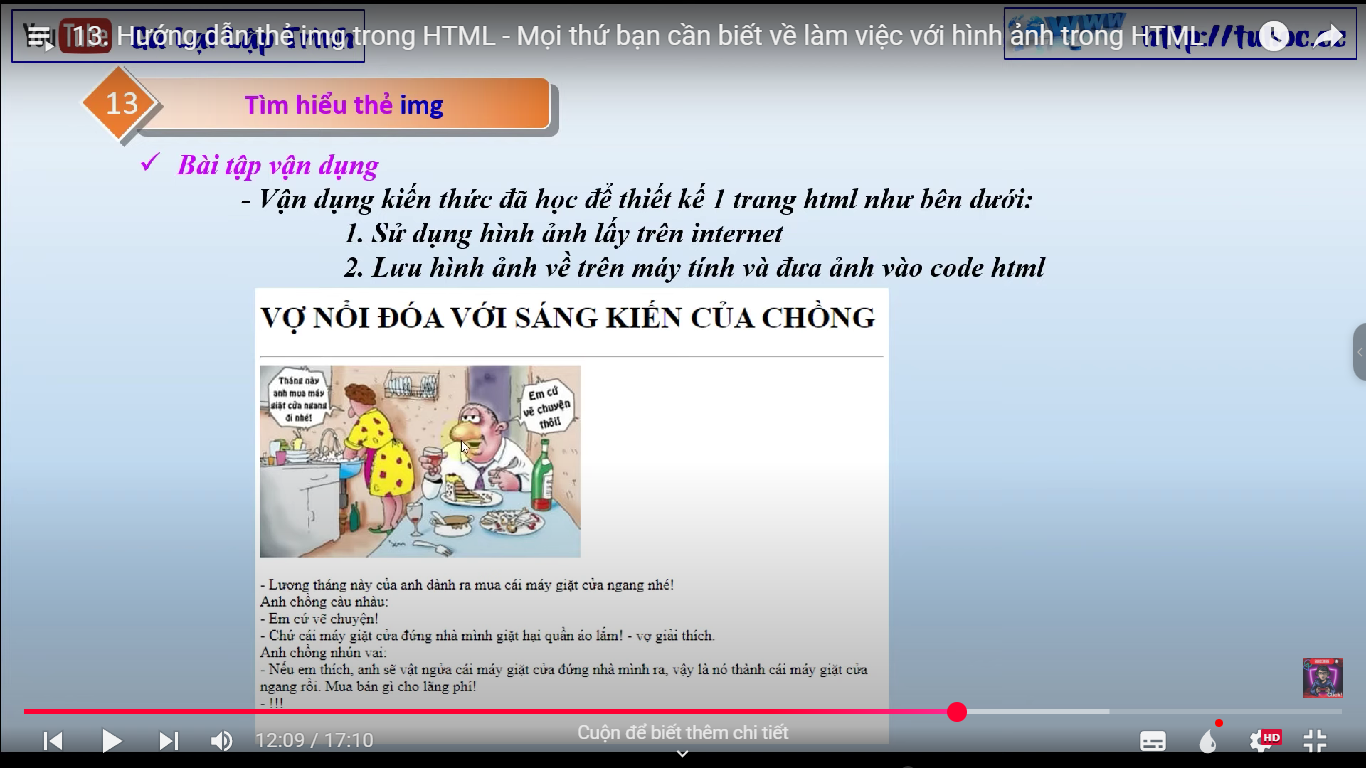 13. Hướng dẫn thẻ img trong HTML - Mọi thứ bạn cần biết về làm việc với hình ảnh trong HTML
YouTube
13
Tìm hiểu thẻ img
✓ Bài tập vận dụng
- Vận dụng kiến thức đã học để thiết kế 1 trang html như bên dưới:
1. Sử dụng hình ảnh lấy trên internet
2. Lưu hình ảnh về trên máy tính và đưa ảnh vào code html
VỢ NỔI ĐÓA VỚI SÁNG KIẾN CỦA CHỒNG
Tháng này
anh mua máy
giặt cửa ngang
đi nhé!
Em cứ
vẽ chuyện
thôi!
- Lương tháng này của anh dành ra mua cái máy giặt cửa ngang nhé!
Anh chồng càu nhàu:
- Em cứ vẽ chuyện!
- Chứ cái máy giặt cửa đứng nhà mình giặt hại quần áo lắm! - vợ giải thích.
Anh chồng nhún vai:
- Nếu em thích, anh sẽ vật ngửa cái máy giặt cửa đứng nhà mình ra, vậy là nó thành cái máy giặt cửa
ngang rồi. Mua bán gì cho lãng phí!
- !!!
12:09 / 17:10
Cuộn để biết thêm chi tiết
HD